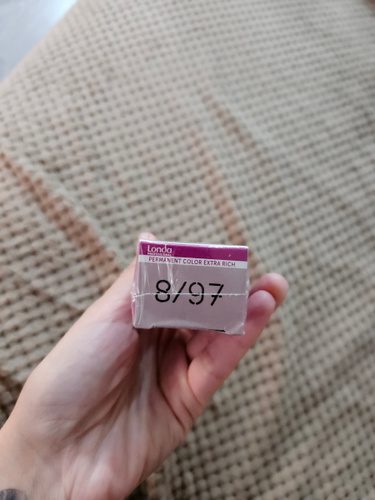 Londa
PERMANENT COLOR EXTRA RICH
8/97